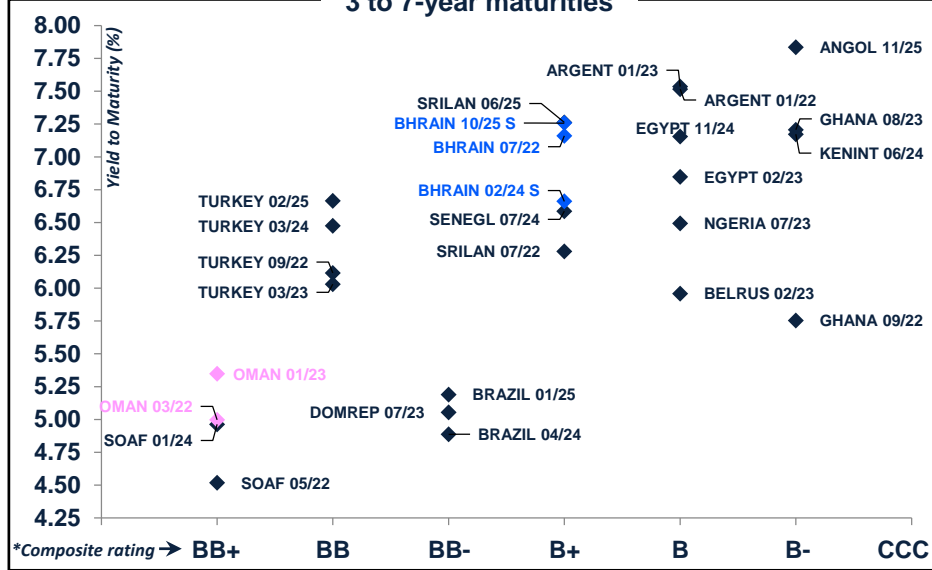 3 to 7-year maturities
Yield to Maturity (%)
8.00
7.75
7.50
7.25
7.00
6.75
6.50
6.25
6.00
5.75
5.50
5.25
5.00
4.75
4.50
4.25
ANGOL 11/25
ARGENT 01/23
ARGENT 01/22
SRILAN 06/25
BHRAIN 10/25 S
BHRAIN 07/22
EGYPT 11/24
GHANA 08/23
KENINT 06/24
BHRAIN 02/24 S
EGYPT 02/23
TURKEY 02/25
TURKEY 03/24
SENEGL 07/24
NGERIA 07/23
SRILAN 07/22
TURKEY 09/22
TURKEY 03/23
BELRUS 02/23
GHANA 09/22
OMAN 01/23
OMAN 03/22
SOAF 01/24
BRAZIL 01/25
DOMREP 07/23
BRAZIL 04/24
SOAF 05/22
*Composite rating BB+ BB BB- B+ B B- CCC